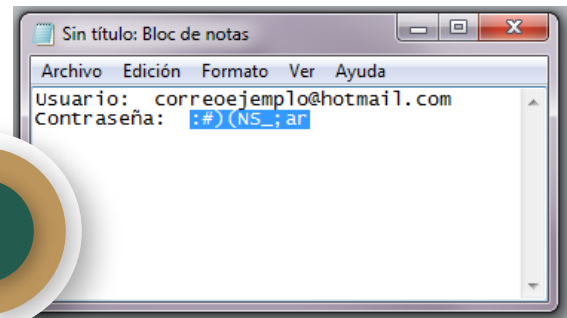 Sin título: Bloc de notas
Archivo Edición Formato Ver Ayuda
Usuario: correoejemplo@hotmail.com
Contraseña: :#)(NS_;ar